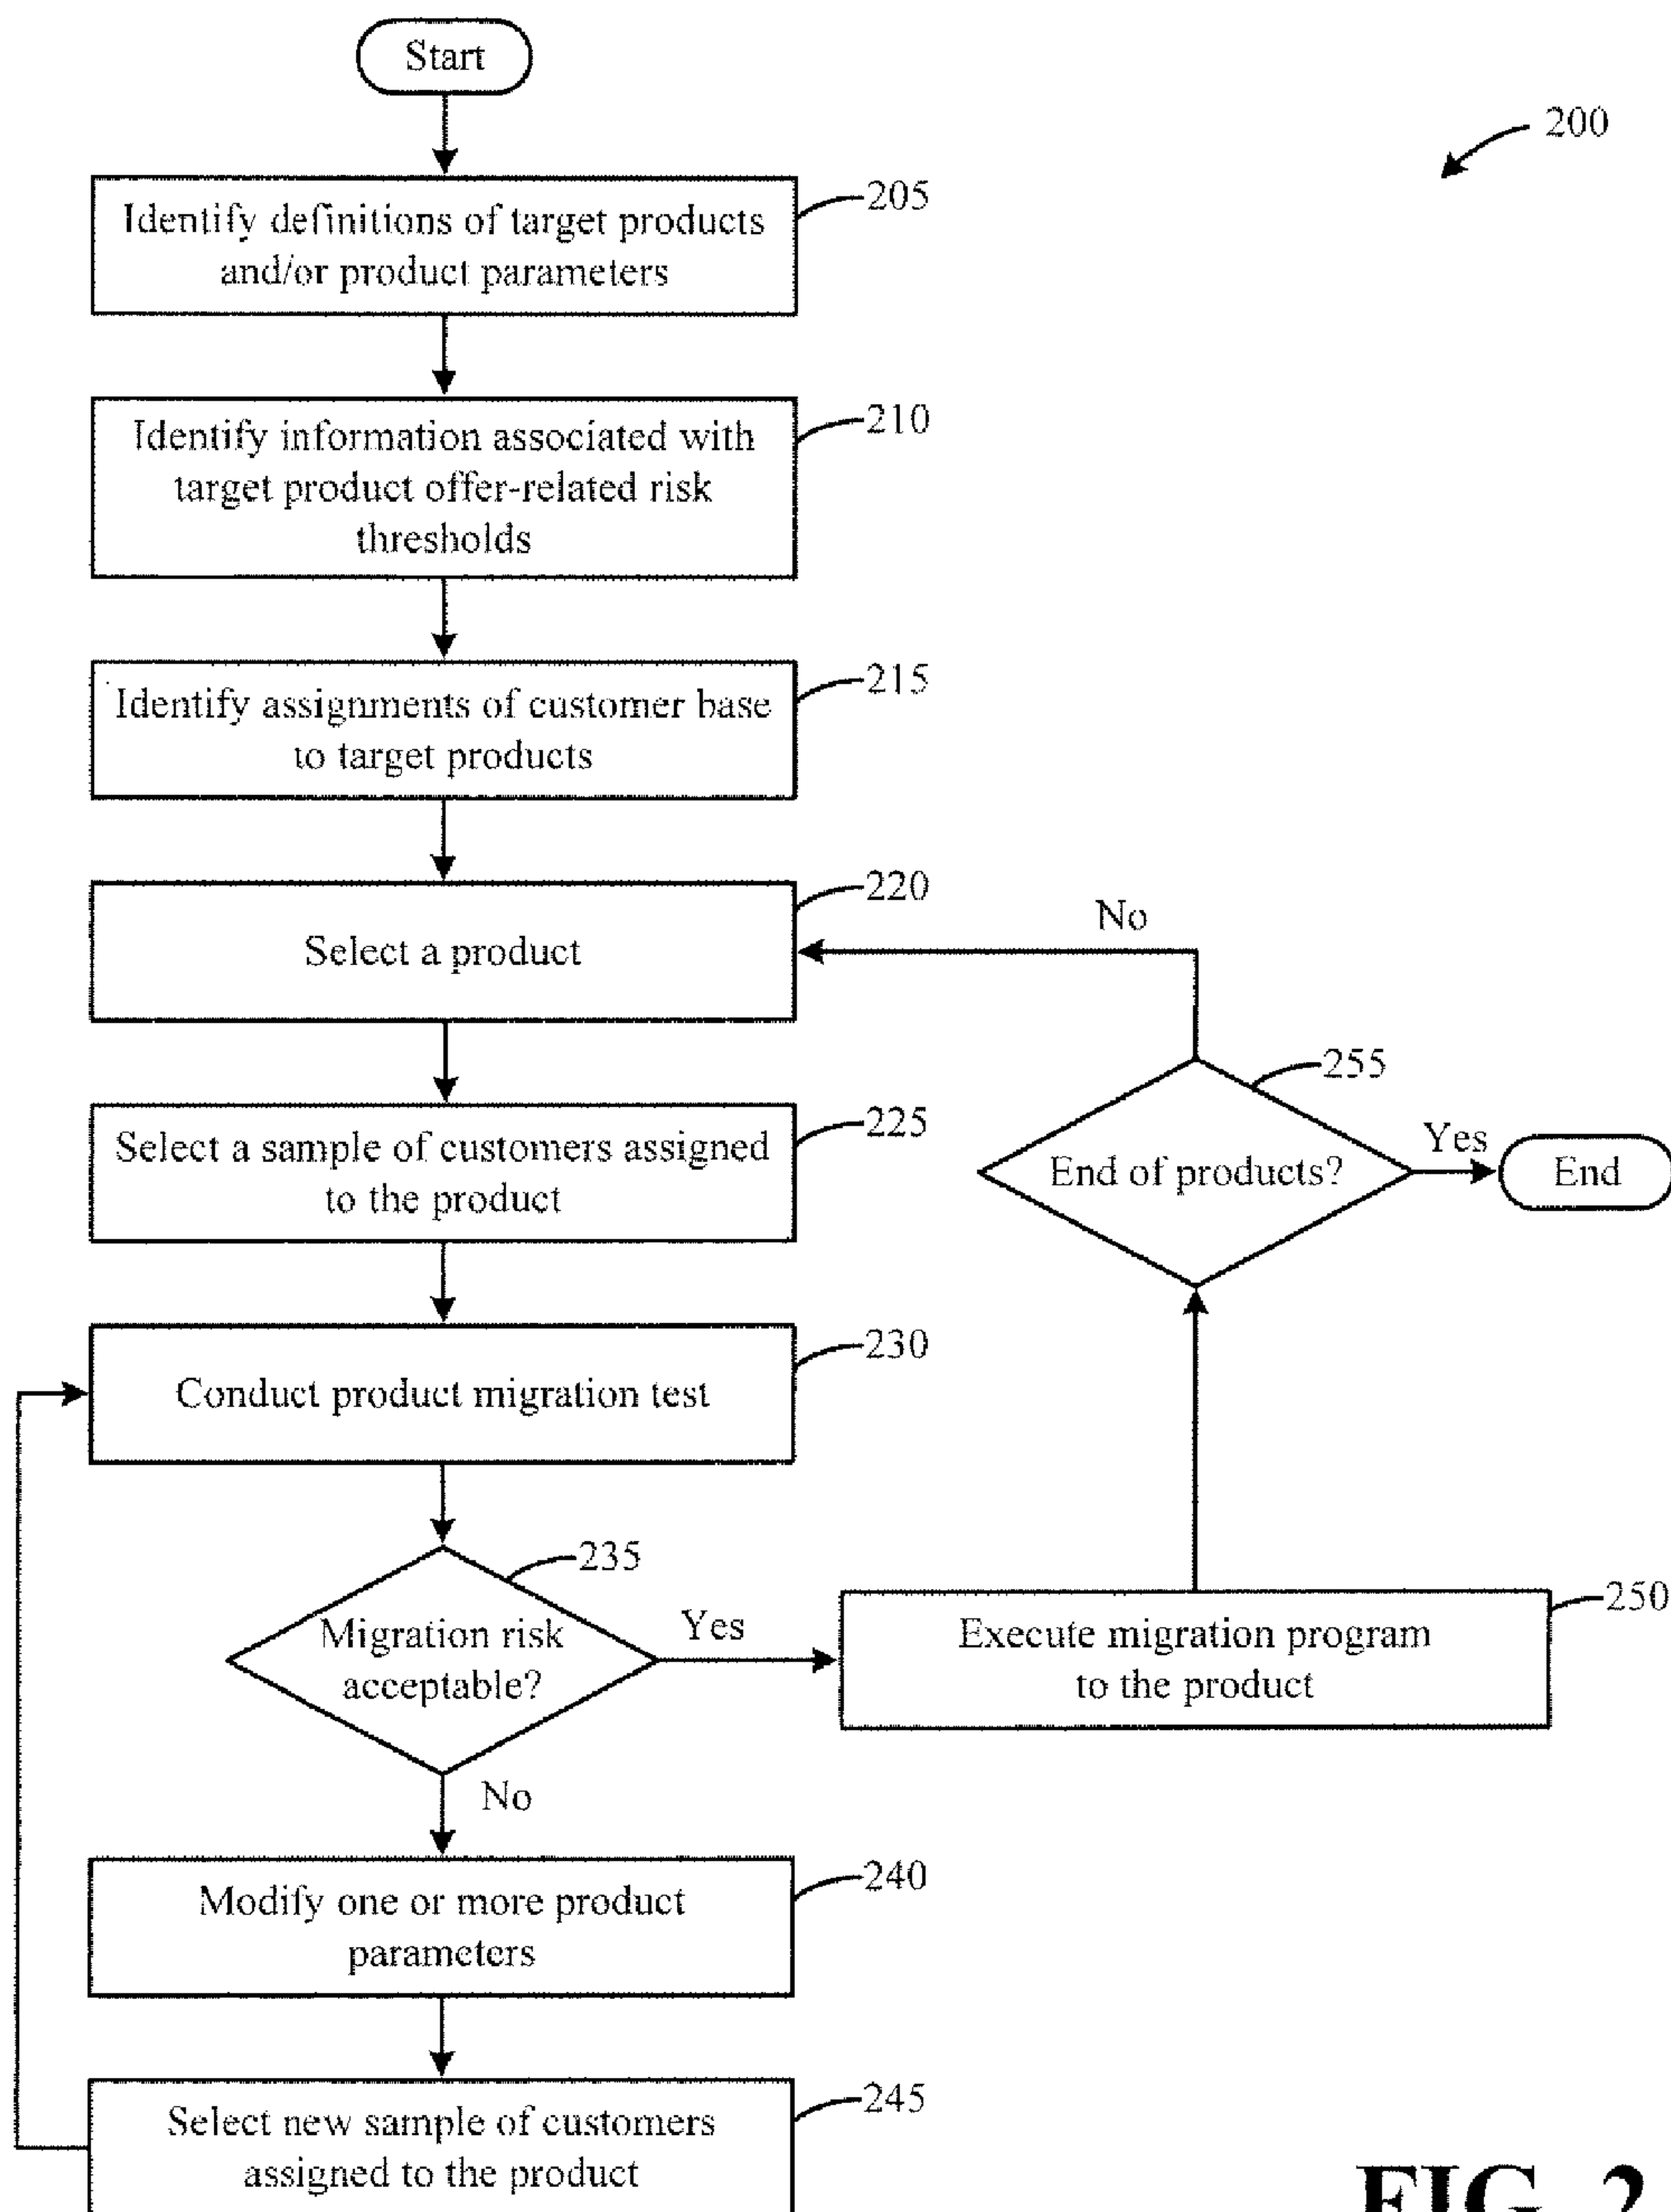 Start
200
205
Identify definitions of target products
and/or product parameters
210
Identify information associated with
target product offer-related risk
thresholds
215
Identify assignments of customer base
to target products
220
Select a product
No
225
Select a sample of customers assigned
to the product
255
End of products?
Yes
End
230
Conduct product migration test
235
Migration risk
acceptable?
Yes
250
Execute migration program
to the product
No
240
Modify one or more product
parameters
245
Select new sample of customers
assigned to the product
FIG. 2